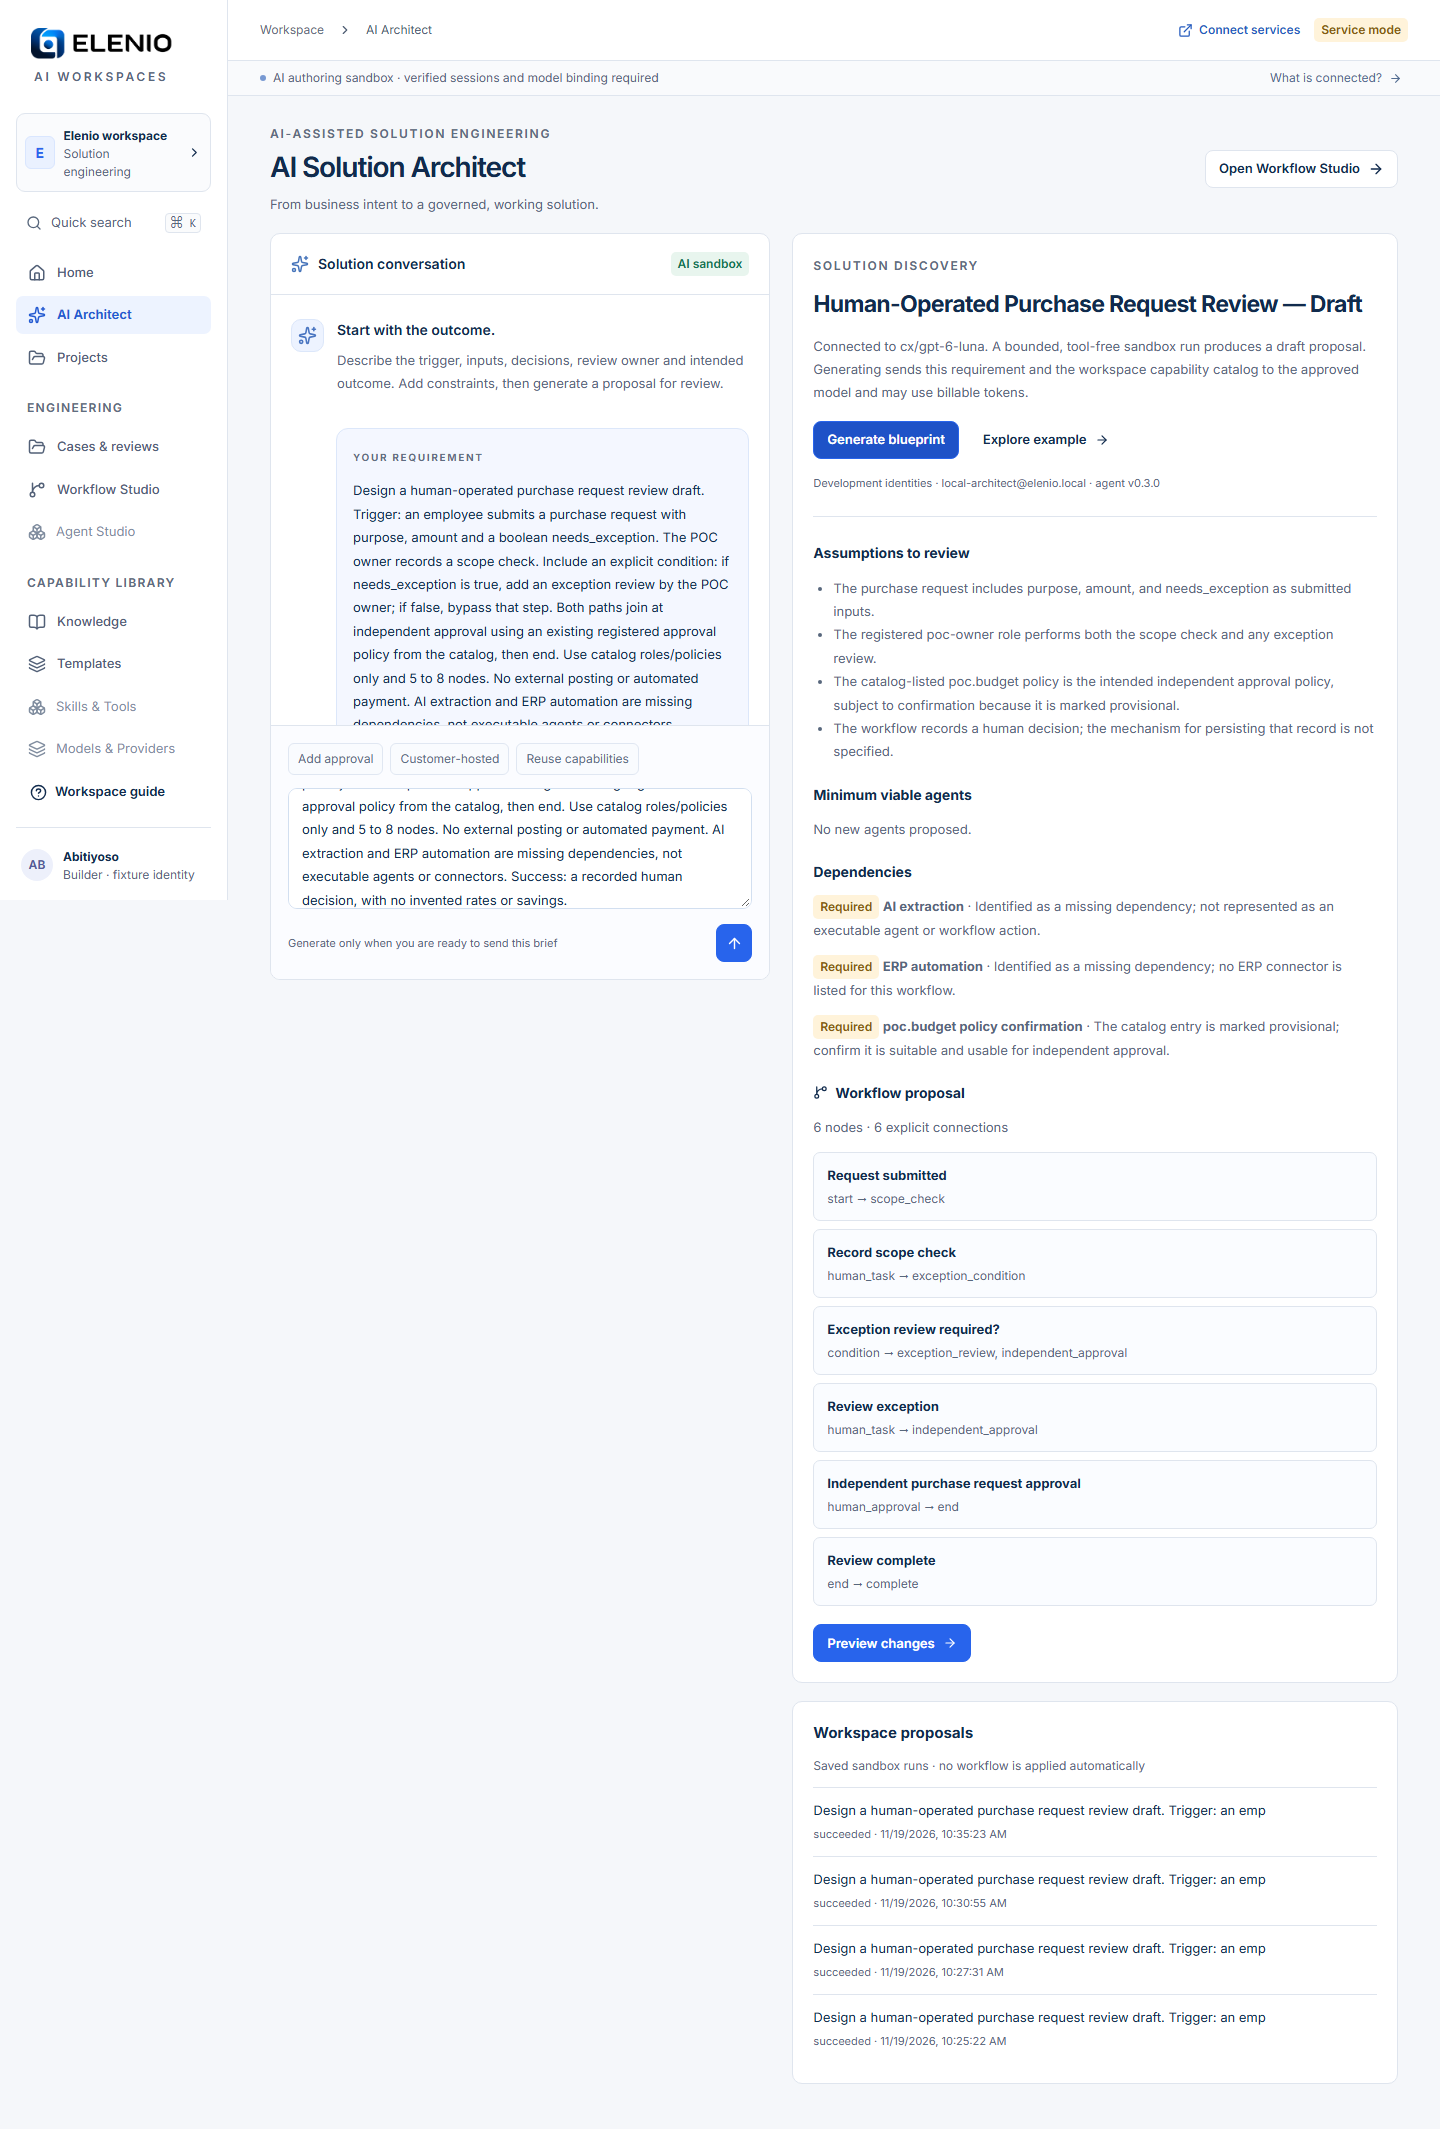 ELENIO
AI WORKSPACES
E
Elenio workspace
Solution
engineering
Quick search
⌘ K
Home
AI Architect
Projects
ENGINEERING
Cases & reviews
Workflow Studio
Agent Studio
CAPABILITY LIBRARY
Knowledge
Templates
Skills & Tools
Models & Providers
Workspace guide
AB
Abitiyoso
Builder · fixture identity
Workspace
AI Architect
Connect services
Service mode
AI authoring sandbox · verified sessions and model binding required
What is connected? →
AI-ASSISTED SOLUTION ENGINEERING
AI Solution Architect
From business intent to a governed, working solution.
Open Workflow Studio →
Solution conversation
AI sandbox
Start with the outcome.
Describe the trigger, inputs, decisions, review owner and intended
outcome. Add constraints, then generate a proposal for review.
YOUR REQUIREMENT
Design a human-operated purchase request review draft.
Trigger: an employee submits a purchase request with
purpose, amount and a boolean needs_exception. The POC
owner records a scope check. Include an explicit condition: if
needs_exception is true, add an exception review by the POC
owner; if false, bypass that step. Both paths join at
independent approval using an existing registered approval
policy from the catalog, then end. Use catalog roles/policies
only and 5 to 8 nodes. No external posting or automated
payment. AI extraction and ERP automation are missing
dependencies, not executable agents or connectors.
Add approval
Customer-hosted
Reuse capabilities
approval policy from the catalog, then end. Use catalog roles/policies
only and 5 to 8 nodes. No external posting or automated payment. AI
extraction and ERP automation are missing dependencies, not
executable agents or connectors. Success: a recorded human
decision, with no invented rates or savings.
Generate only when you are ready to send this brief
SOLUTION DISCOVERY
Human-Operated Purchase Request Review — Draft
Connected to cx/gpt-6-luna. A bounded, tool-free sandbox run produces a draft proposal.
Generating sends this requirement and the workspace capability catalog to the approved
model and may use billable tokens.
Generate blueprint
Explore example →
Development identities · local-architect@elenio.local · agent v0.3.0
Assumptions to review
• The purchase request includes purpose, amount, and needs_exception as submitted
inputs.
• The registered poc-owner role performs both the scope check and any exception
review.
• The catalog-listed poc.budget policy is the intended independent approval policy,
subject to confirmation because it is marked provisional.
• The workflow records a human decision; the mechanism for persisting that record is not
specified.
Minimum viable agents
No new agents proposed.
Dependencies
Required AI extraction · Identified as a missing dependency; not represented as an
executable agent or workflow action.
Required ERP automation · Identified as a missing dependency; no ERP connector is
listed for this workflow.
Required poc.budget policy confirmation · The catalog entry is marked provisional;
confirm it is suitable and usable for independent approval.
Workflow proposal
6 nodes · 6 explicit connections
Request submitted
start → scope_check
Record scope check
human_task → exception_condition
Exception review required?
condition → exception_review, independent_approval
Review exception
human_task → independent_approval
Independent purchase request approval
human_approval → end
Review complete
end → complete
Preview changes →
Workspace proposals
Saved sandbox runs · no workflow is applied automatically
Design a human-operated purchase request review draft. Trigger: an emp
succeeded · 11/19/2026, 10:35:23 AM
Design a human-operated purchase request review draft. Trigger: an emp
succeeded · 11/19/2026, 10:30:55 AM
Design a human-operated purchase request review draft. Trigger: an emp
succeeded · 11/19/2026, 10:27:31 AM
Design a human-operated purchase request review draft. Trigger: an emp
succeeded · 11/19/2026, 10:25:22 AM